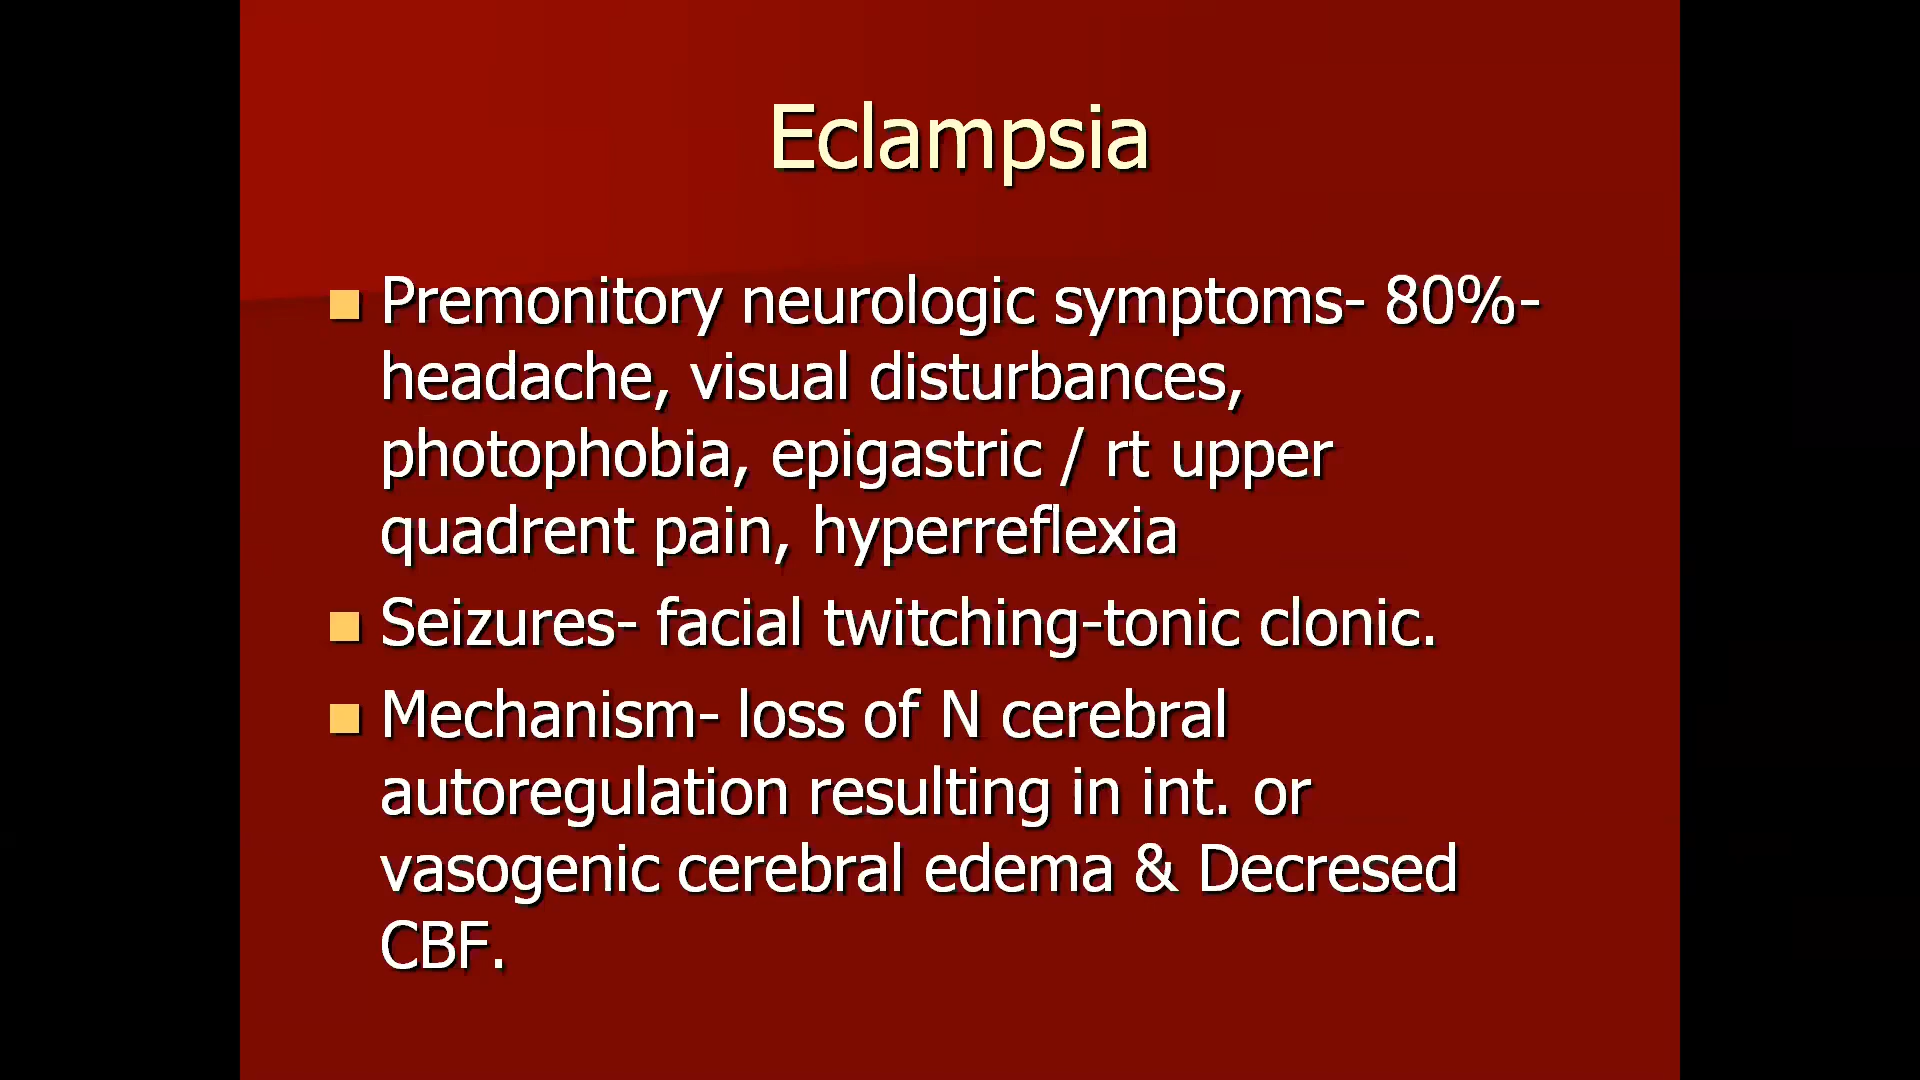 Eclampsia
Premonitory neurologic symptoms- 80%-
headache, visual disturbances,
photophobia, epigastric / rt upper
quadrent pain, hyperreflexia
Seizures- facial twitching-tonic clonic.
Mechanism- loss of N cerebral
autoregulation resulting in int. or
vasogenic cerebral edema & Decresed
CBF.